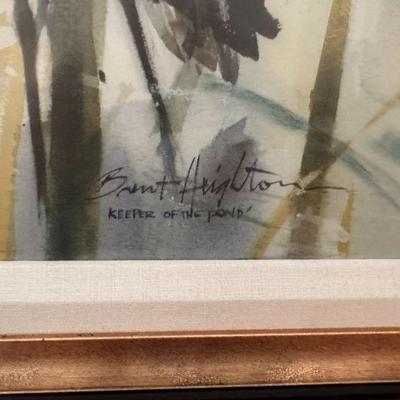 Brent Heighton
KEEPER OF THE POND'